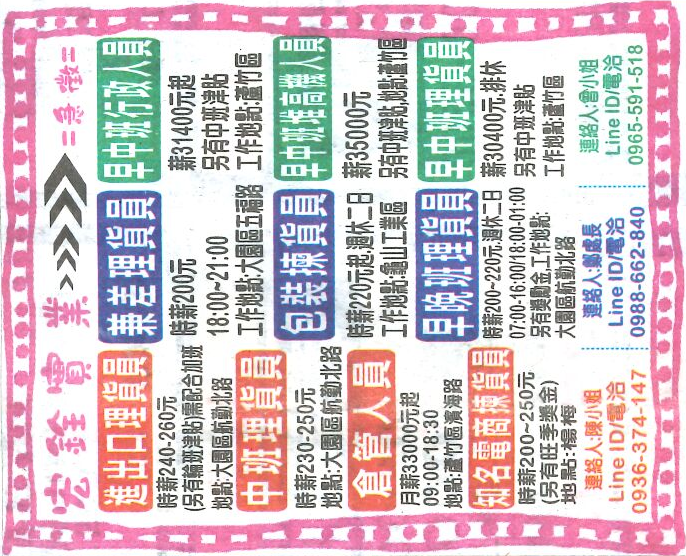 宏銓實業 >>>>> =急徵=
進出口理貨員
時薪240-260元
(另有輪班津貼需配合加班)
地點:大園區航勤北路
中班理貨員
時薪230-250元
地點:大園區航勤北路
倉管人員
月薪33000元起
09:00-18:30
地點:蘆竹區濱海路
知名電商揀貨員
時薪200~250元
(另有旺季獎金)
地點:楊梅
連絡人:陳小姐
Line ID/電洽
0936-374-147
兼差理貨員
時薪200元
18:00~21:00
工作地點:大園區五福路
包裝揀貨員
時薪220元起.週休二日
工作地點:龜山工業區
早晚班理貨員
時薪200~220元.週休二日
07:00-16:00/18:00-01:00
另有獎勵金.工作地點:
大園區航勤北路
連絡人:鄭處長
Line ID/電洽
0988-662-840
早中班行政人員
薪31400元起
另有中班津貼
工作地點:蘆竹區
早中班堆高機人員
薪35000元
另有中班津貼,地點:蘆竹區
早中班理貨員
薪30400元.排休
另有中班津貼
工作地點:蘆竹區
連絡人:曾小姐
Line ID/電洽
0965-591-518